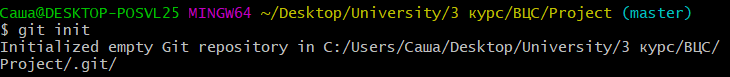 Саша@DESKTOP-POSVL25 MINGW64 ~/Desktop/University/3 курс/ВЦС/Project (master)
$ git init
Initialized empty Git repository in C:/Users/Саша/Desktop/University/3 курс/ВЦС/
Project/.git/